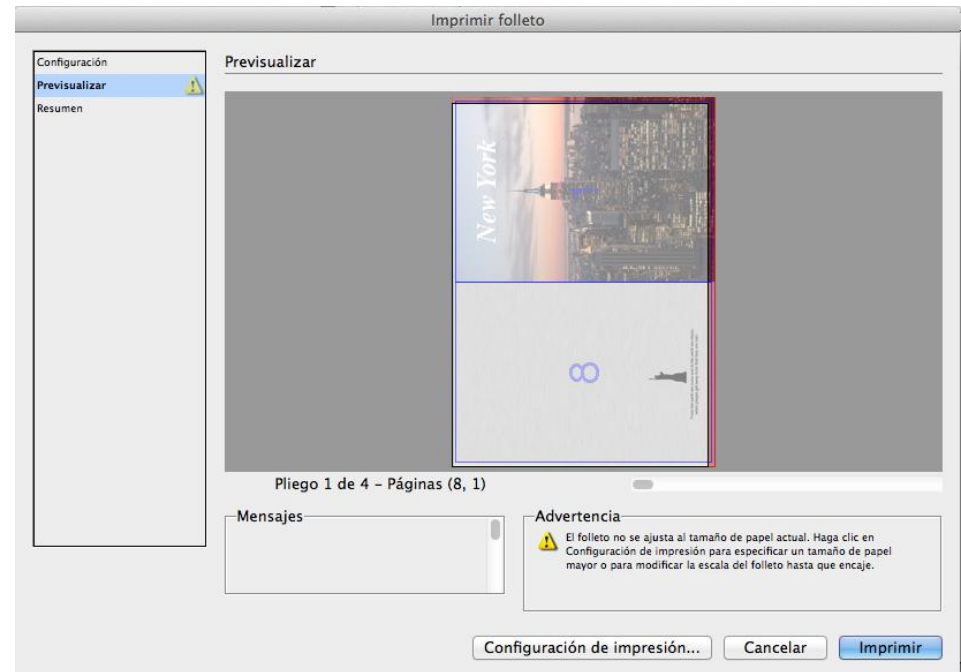 Imprimir folleto
Configuración
Previsualizar
Resumen
Previsualizar
New York
8
Pliego 1 de 4 – Páginas (8, 1)
Mensajes
Advertencia
El folleto no se ajusta al tamaño de papel actual. Haga clic en
Configuración de impresión para especificar un tamaño de papel
mayor o para modificar la escala del folleto hasta que encaje.
Configuración de impresión...
Cancelar
Imprimir